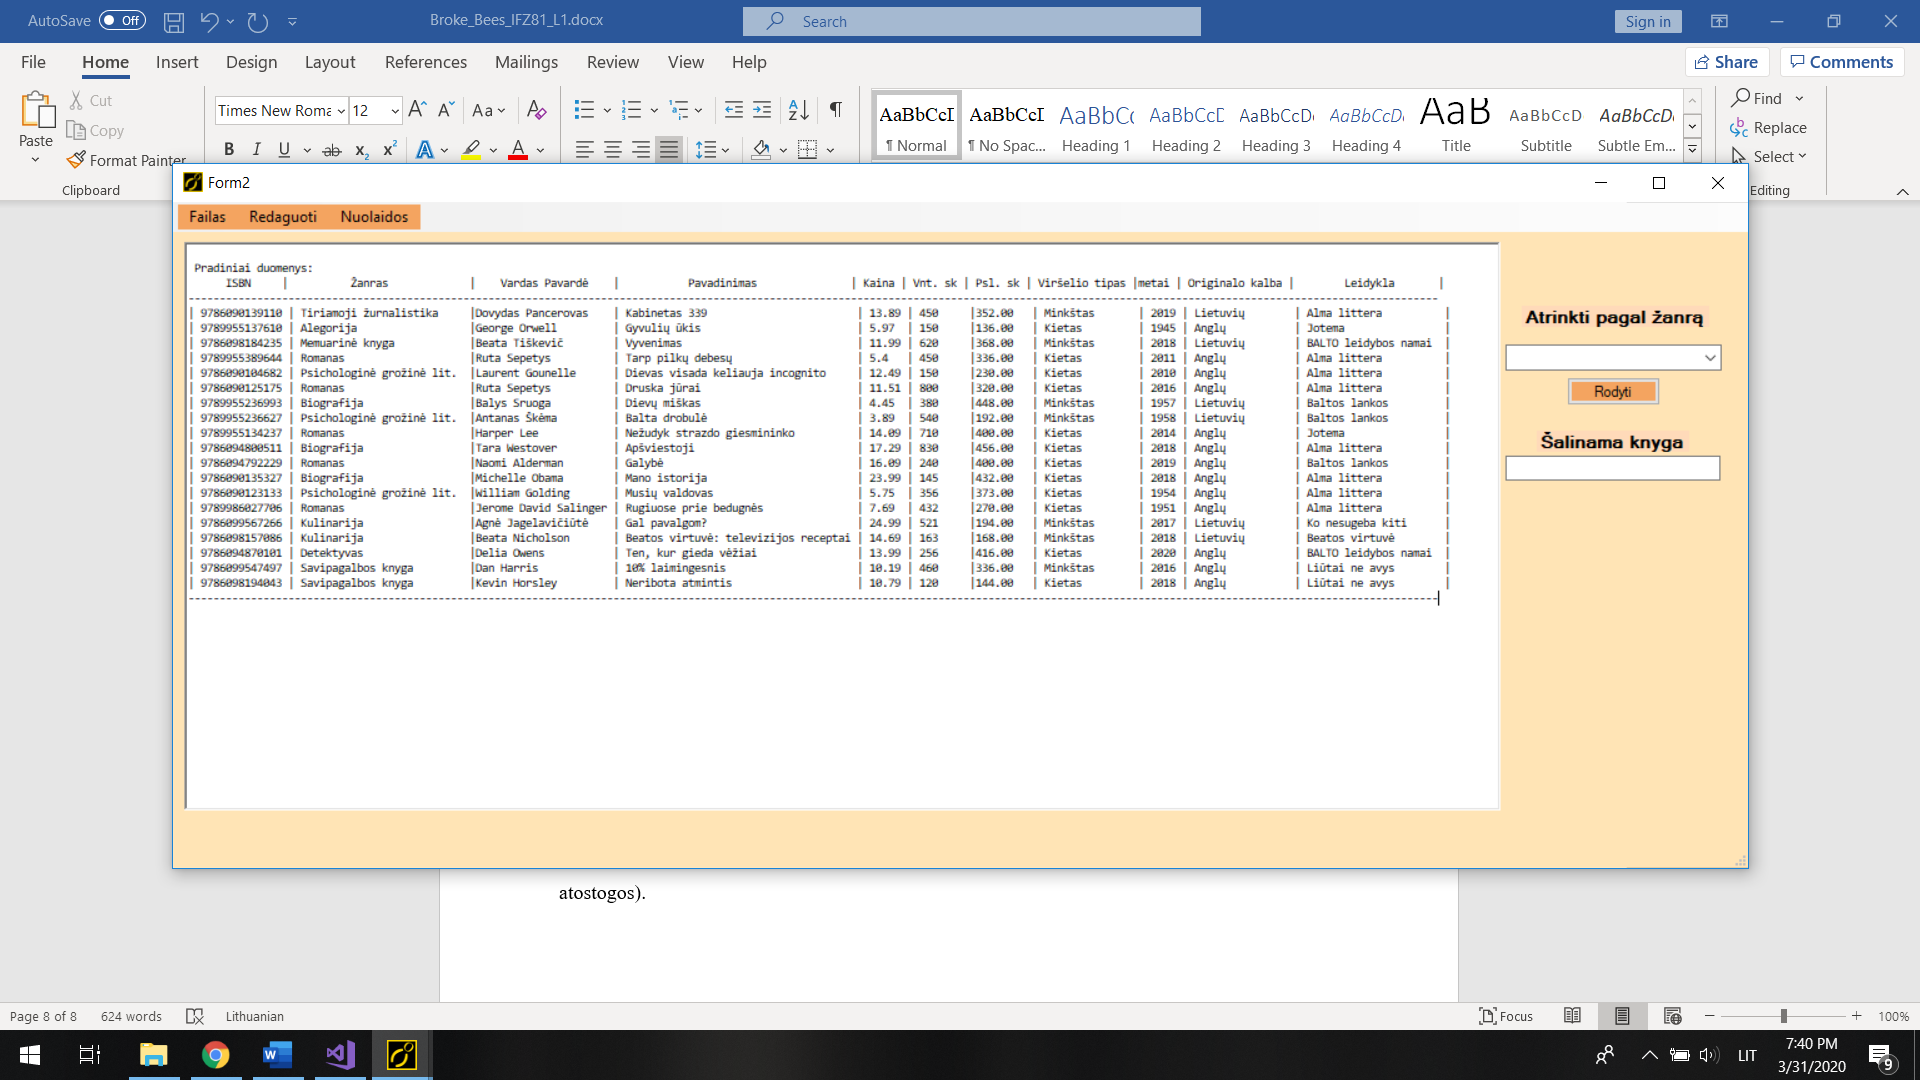 AutoSave Off Broke_Bees_IFZ81_L1.docx Search Sign in
File Home Insert Design Layout References Mailings Review View Help Share Comments
Paste Cut Copy Format Painter Clipboard
Times New Roma 12 Aa
B I U ab x₂ x² A A
AaBbCcI AaBbCcI AaBbCc AaBbCcD AaBbCcD AaBbCcD AaB AaBbCcD AaBbCcD
¶ Normal ¶ No Spac... Heading 1 Heading 2 Heading 3 Heading 4 Title Subtitle Subtle Em...
Find
Replace
Select
Editing
Form2
Failas Redaguoti Nuolaidos
Pradiniai duomenys:
ISBN | Žanras | Vardas Pavardė | Pavadinimas | Kaina | Vnt. sk | Psl. sk | Viršelio tipas |metai | Originalo kalba | Leidykla |
| 9786090139110 | Tiriamoji žurnalistika |Dovydas Pancerovas | Kabinetas 339 | 13.89 | 450 |352.00 | Minkštas | 2019 | Lietuvių | Alma littera |
| 9789955137610 | Alegorija |George Orwell | Gyvulių ūkis | 5.97 | 150 |136.00 | Kietas | 1945 | Anglų | Jotema |
| 9786098184235 | Memuarinė knyga |Beata Tiškevič | Vyvenimas | 11.99 | 620 |368.00 | Minkštas | 2018 | Lietuvių | BALTO leidybos namai |
| 9789955389644 | Romanas |Ruta Sepetys | Tarp pilkų debesų | 5.4 | 450 |336.00 | Kietas | 2011 | Anglų | Alma littera |
| 9786090104682 | Psichologinė grožinė lit. |Laurent Gounelle | Dievas visada keliauja incognito | 12.49 | 150 |230.00 | Kietas | 2010 | Anglų | Alma littera |
| 9786090125175 | Romanas |Ruta Sepetys | Druska jūrai | 11.51 | 800 |320.00 | Kietas | 2016 | Anglų | Alma littera |
| 9789955236993 | Biografija |Balys Sruoga | Dievų miškas | 4.45 | 380 |448.00 | Minkštas | 1957 | Lietuvių | Baltos lankos |
| 9789955236627 | Psichologinė grožinė lit. |Antanas Škėma | Balta drobulė | 3.89 | 540 |192.00 | Minkštas | 1958 | Lietuvių | Baltos lankos |
| 9789955134237 | Romanas |Harper Lee | Nežudyk strazdo giesmininko | 14.09 | 710 |400.00 | Kietas | 2014 | Anglų | Jotema |
| 9786094800511 | Biografija |Tara Westover | Apšviestoji | 17.29 | 830 |456.00 | Kietas | 2018 | Anglų | Alma littera |
| 9786094792229 | Romanas |Naomi Alderman | Galybė | 16.09 | 240 |400.00 | Kietas | 2019 | Anglų | Baltos lankos |
| 9786090135327 | Biografija |Michelle Obama | Mano istorija | 23.99 | 145 |432.00 | Kietas | 2018 | Anglų | Alma littera |
| 9786090123133 | Psichologinė grožinė lit. |William Golding | Musių valdovas | 5.75 | 356 |373.00 | Kietas | 1954 | Anglų | Alma littera |
| 9789986027706 | Romanas |Jerome David Salinger | Rugiuose prie bedugnės | 7.69 | 432 |270.00 | Kietas | 1951 | Anglų | Alma littera |
| 9786099567266 | Kulinarija |Agnė Jagelavičiūtė | Gal pavalgom? | 24.99 | 521 |194.00 | Minkštas | 2017 | Lietuvių | Ko nesugeba kiti |
| 9786098157086 | Kulinarija |Beata Nicholson | Beatos virtuvė: televizijos receptai | 14.69 | 163 |168.00 | Minkštas | 2018 | Lietuvių | Beatos virtuvė |
| 9786094870101 | Detektyvas |Delia Owens | Ten, kur gieda vėžiai | 13.99 | 256 |416.00 | Kietas | 2020 | Anglų | BALTO leidybos namai |
| 9786099547497 | Savipagalbos knyga |Dan Harris | 10% laimingesnis | 10.19 | 460 |336.00 | Minkštas | 2016 | Anglų | Liūtai ne avys |
| 9786098194043 | Savipagalbos knyga |Kevin Horsley | Neribota atmintis | 10.79 | 120 |144.00 | Kietas | 2018 | Anglų | Liūtai ne avys |
Atrinkti pagal žanrą
Rodyti
Šalinama knyga
atostogos).
Page 8 of 8 624 words Lithuanian Focus 100%
LIT 7:40 PM
3/31/2020 9